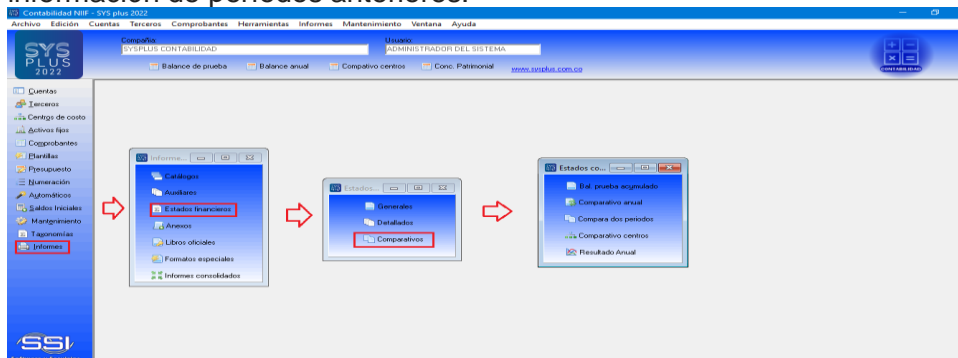 información de periodos anteriores.
Contabilidad NIIF - SYS plus 2022
Archivo Edición Cuentas Terceros Comprobantes Herramientas Informes Mantenimiento Ventana Ayuda
SYS
PLUS
2022
Compañía:
SYSPLUS CONTABILIDAD
Usuario:
ADMINISTRADOR DEL SISTEMA
Balance de prueba Balance anual Compativo centros Conc. Patrimonial www.sysplus.com.co
CONTABILIDAD
Cuentas
Terceros
Centros de costo
Activos fijos
Comprobantes
Plantillas
Presupuesto
Numeración
Automáticos
Saldos Iniciales
Mantenimiento
Taxonomías
Informes
Informe...
Catálogos
Auxiliares
Estados financieros
Anexos
Libros oficiales
Formatos especiales
Informes consolidados
Estados...
Generales
Detallados
Comparativos
Estados co...
Bal. prueba acumulado
Comparativo anual
Compara dos periodos
Comparativo centros
Resultado Anual
SSI